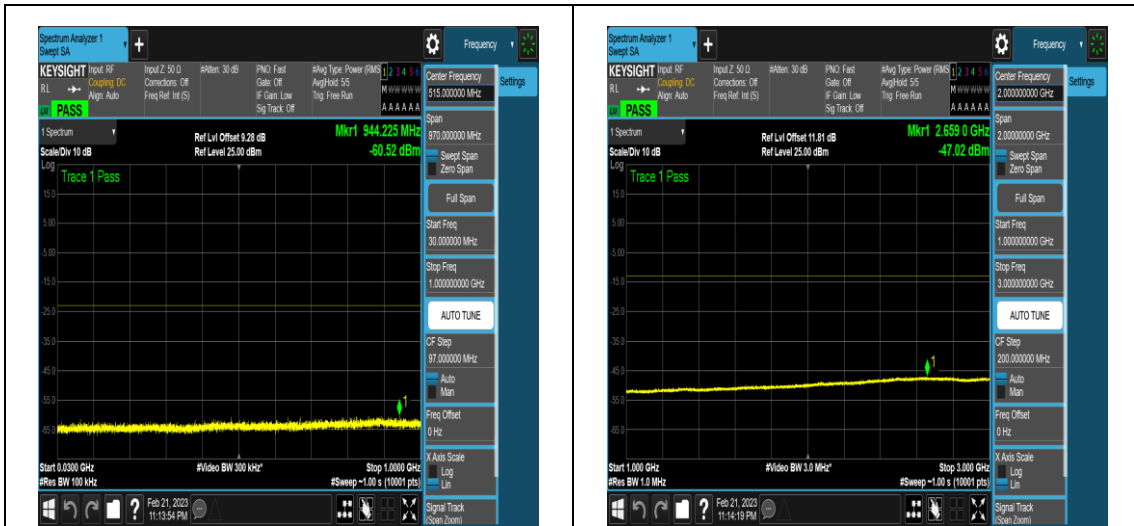 Spectrum Analyzer 1
Swept SA
+
Frequency
KEYSIGHT
RL
Input: RF
Coupling: DC
Align: Auto
Input Z: 50 Ω
Corrections: Off
Freq Ref: Int (S)
#Atten: 30 dB
PNO: Fast
Gate: Off
IF Gain: Low
Sig Track: Off
#Avg Type: Power (RMS
Avg|Hold: 5/5
Trig: Free Run
1 2 3 4 5 6
M W W W W W
A A A A A A
PASS
1 Spectrum
Scale/Div 10 dB
Ref Lvl Offset 9.28 dB
Ref Level 25.00 dBm
Mkr1 944.225 MHz
-60.52 dBm
Log
Trace 1 Pass
15.0
5.00
-5.00
-15.0
-25.0
-35.0
-45.0
-55.0
-65.0
1
Start 0.0300 GHz
#Res BW 100 kHz
#Video BW 300 kHz*
Stop 1.0000 GHz
#Sweep ~1.00 s (10001 pts)
Center Frequency
515.000000 MHz
Settings
Span
970.000000 MHz
Swept Span
Zero Span
Full Span
Start Freq
30.000000 MHz
Stop Freq
1.000000000 GHz
AUTO TUNE
CF Step
97.000000 MHz
Auto
Man
Freq Offset
0 Hz
X Axis Scale
Log
Lin
Signal Track
(Span Zoom)
?
Feb 21, 2023
11:13:54 PM
Spectrum Analyzer 1
Swept SA
+
Frequency
KEYSIGHT
RL
Input: RF
Coupling: DC
Align: Auto
Input Z: 50 Ω
Corrections: Off
Freq Ref: Int (S)
#Atten: 30 dB
PNO: Fast
Gate: Off
IF Gain: Low
Sig Track: Off
#Avg Type: Power (RMS
Avg|Hold: 5/5
Trig: Free Run
1 2 3 4 5 6
M W W W W W
A A A A A A
PASS
1 Spectrum
Scale/Div 10 dB
Ref Lvl Offset 11.81 dB
Ref Level 25.00 dBm
Mkr1 2.659 0 GHz
-47.02 dBm
Log
Trace 1 Pass
15.0
5.00
-5.00
-15.0
-25.0
-35.0
-45.0
-55.0
-65.0
1
Start 1.000 GHz
#Res BW 1.0 MHz
#Video BW 3.0 MHz*
Stop 3.000 GHz
#Sweep ~1.00 s (10001 pts)
Center Frequency
2.000000000 GHz
Settings
Span
2.00000000 GHz
Swept Span
Zero Span
Full Span
Start Freq
1.000000000 GHz
Stop Freq
3.000000000 GHz
AUTO TUNE
CF Step
200.000000 MHz
Auto
Man
Freq Offset
0 Hz
X Axis Scale
Log
Lin
Signal Track
(Span Zoom)
?
Feb 21, 2023
11:14:19 PM